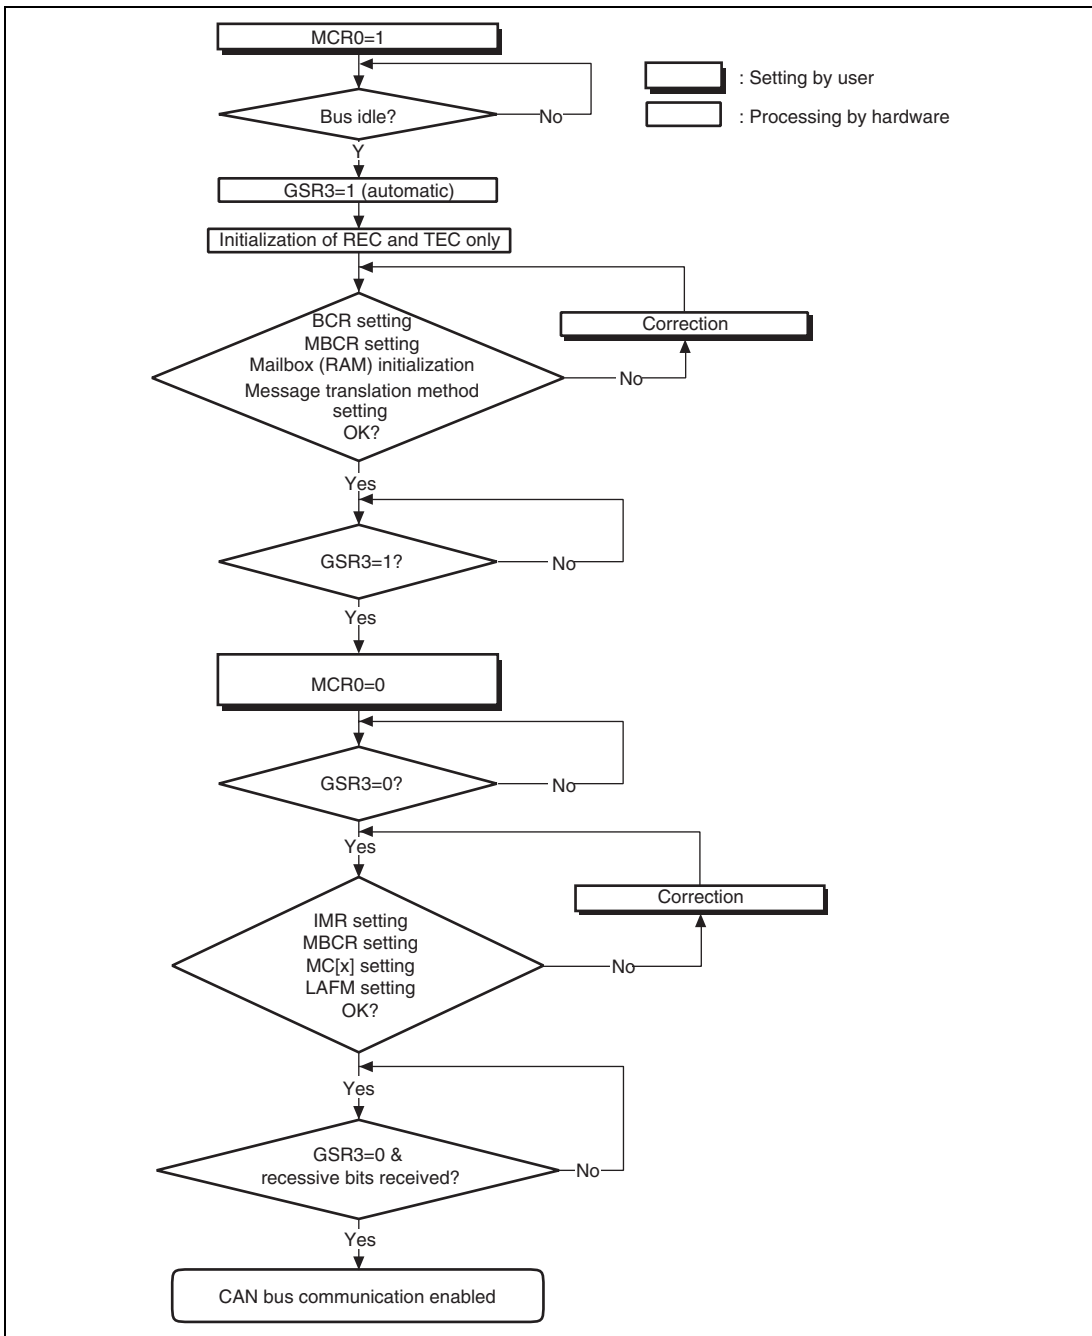 MCR0=1
: Setting by user
Bus idle?
No
: Processing by hardware
Y
GSR3=1 (automatic)
Initialization of REC and TEC only
BCR setting
MBCR setting
Mailbox (RAM) initialization
Message translation method
setting
OK?
Correction
No
Yes
GSR3=1?
No
Yes
MCR0=0
GSR3=0?
No
Yes
IMR setting
MBCR setting
MC[x] setting
LAFM setting
OK?
Correction
No
Yes
GSR3=0 &
recessive bits received?
No
Yes
CAN bus communication enabled